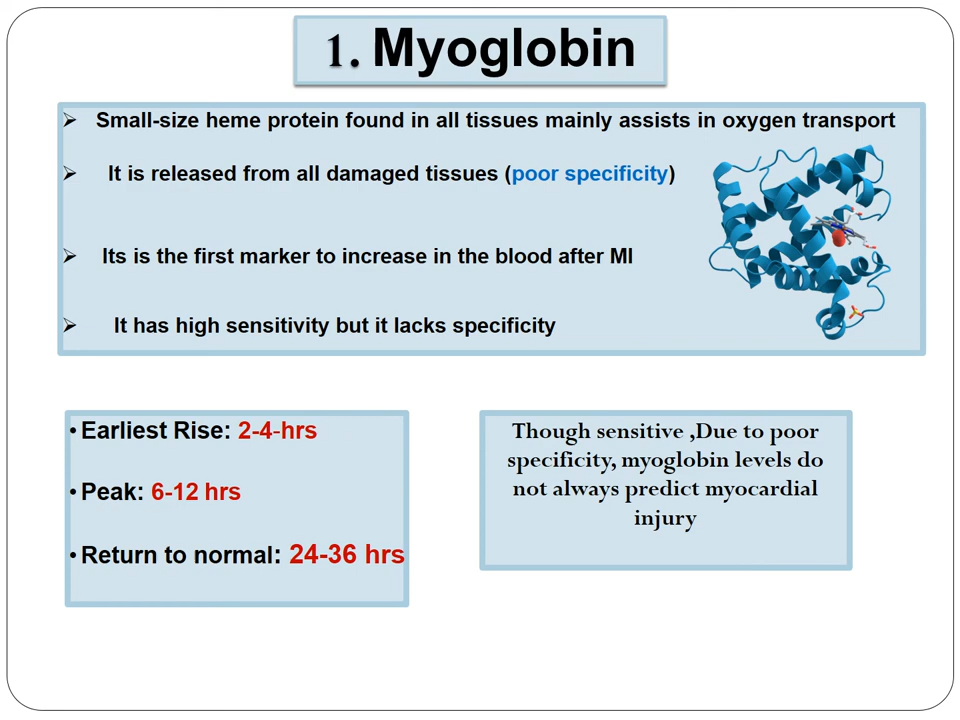 1. Myoglobin
➢ Small-size heme protein found in all tissues mainly assists in oxygen transport
➢ It is released from all damaged tissues (poor specificity)
➢ Its is the first marker to increase in the blood after MI
➢ It has high sensitivity but it lacks specificity
• Earliest Rise: 2-4-hrs
• Peak: 6-12 hrs
• Return to normal: 24-36 hrs
Though sensitive ,Due to poor
specificity, myoglobin levels do
not always predict myocardial
injury